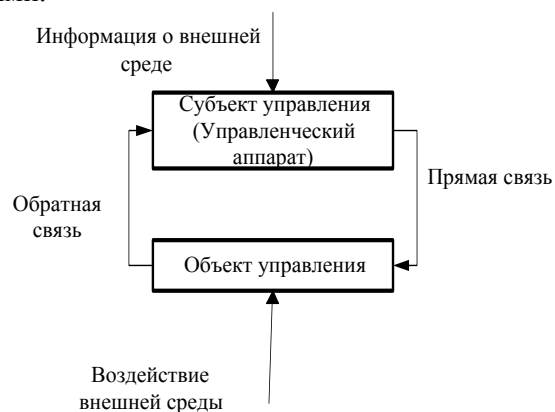 Информация о внешней
среде
Субъект управления
(Управленческий
аппарат)
Прямая связь
Обратная
связь
Объект управления
Воздействие
внешней среды